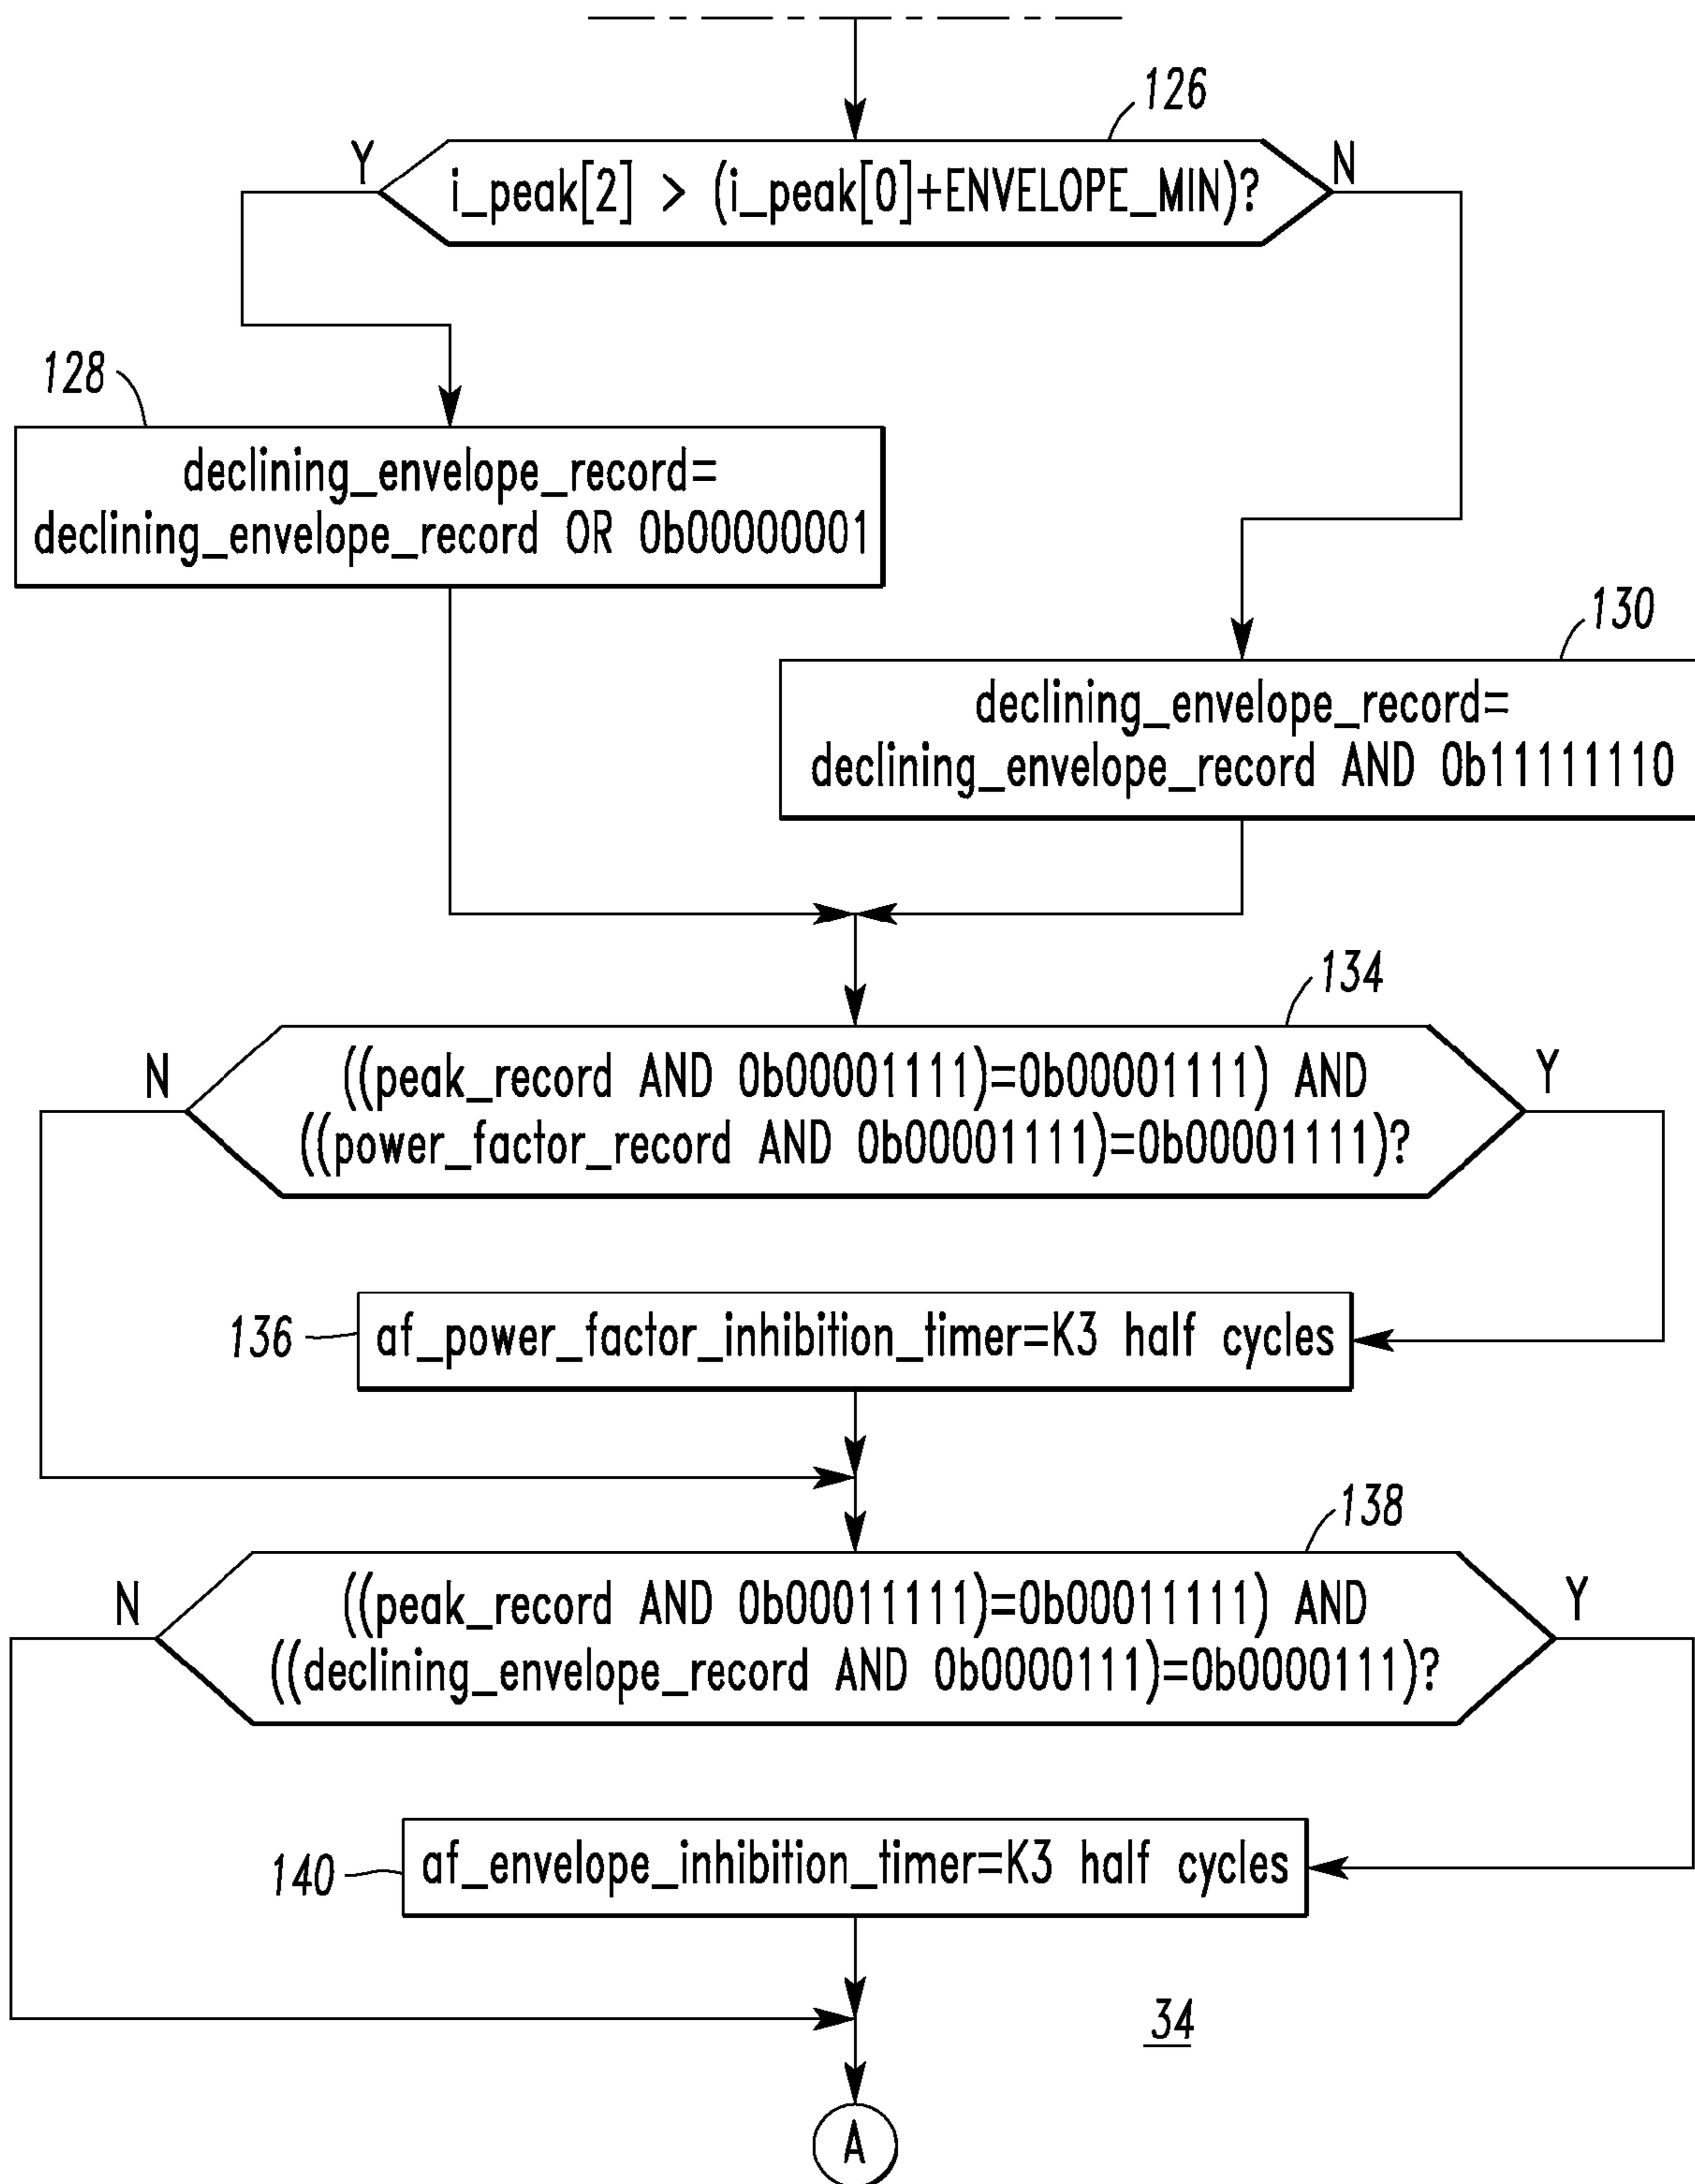 126
Y
N
i_peak[2] > (i_peak[0]+ENVELOPE_MIN)?
128
declining_envelope_record=
declining_envelope_record OR 0b00000001
130
declining_envelope_record=
declining_envelope_record AND 0b11111110
134
N
Y
((peak_record AND 0b00001111)=0b00001111) AND
((power_factor_record AND 0b00001111)=0b00001111)?
136
af_power_factor_inhibition_timer=K3 half cycles
138
N
Y
((peak_record AND 0b00011111)=0b00011111) AND
((declining_envelope_record AND 0b0000111)=0b0000111)?
140
af_envelope_inhibition_timer=K3 half cycles
34
A